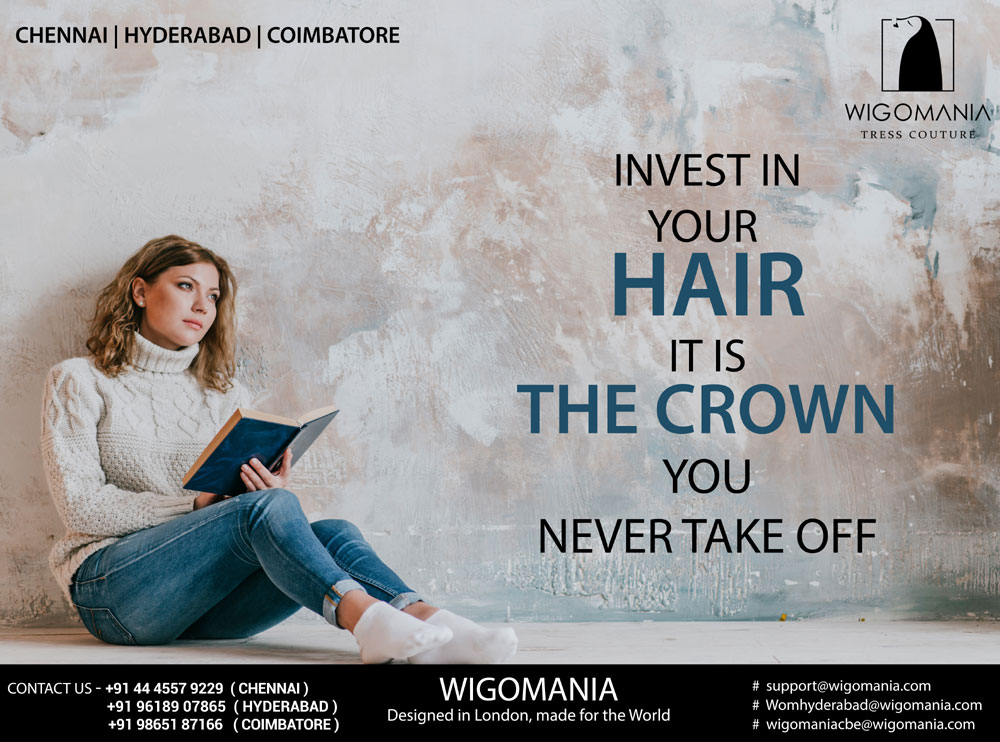 CHENNAI | HYDERABAD | COIMBATORE
WIGOMANIA
TRESS COUTURE
INVEST IN
YOUR
HAIR
IT IS
THE CROWN
YOU
NEVER TAKE OFF
CONTACT US - +91 44 4557 9229 ( CHENNAI )
+91 96189 07865 ( HYDERABAD )
+91 98651 87166 ( COIMBATORE )
WIGOMANIA
Designed in London, made for the World
# support@wigomania.com
# Womhyderabad@wigomania.com
# wigomaniacbe@wigomania.com